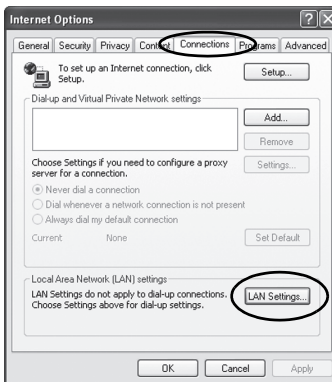 Internet Options
General Security Privacy Content Connections Programs Advanced
To set up an Internet connection, click
Setup.
Setup...
Dial-up and Virtual Private Network settings
Add...
Remove
Choose Settings if you need to configure a proxy
server for a connection.
Settings...
Never dial a connection
Dial whenever a network connection is not present
Always dial my default connection
Current None
Set Default
Local Area Network (LAN) settings
LAN Settings do not apply to dial-up connections.
Choose Settings above for dial-up settings.
LAN Settings...
OK Cancel Apply